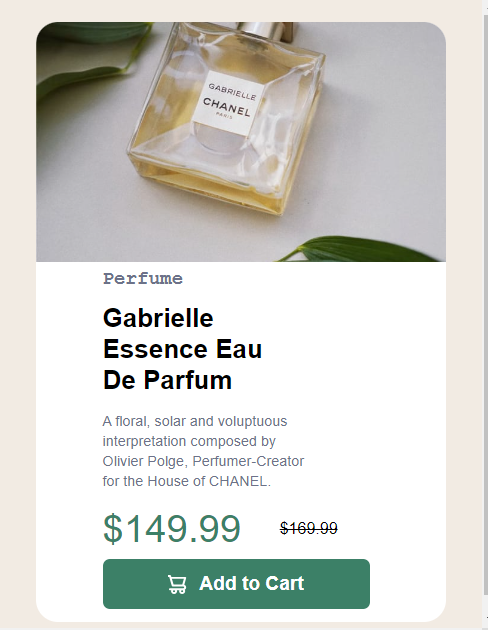 GABRIELLE
CHANEL
PARIS
Perfume
Gabrielle
Essence Eau
De Parfum
A floral, solar and voluptuous
interpretation composed by
Olivier Polge, Perfumer-Creator
for the House of CHANEL.
$149.99 $169.99
Add to Cart